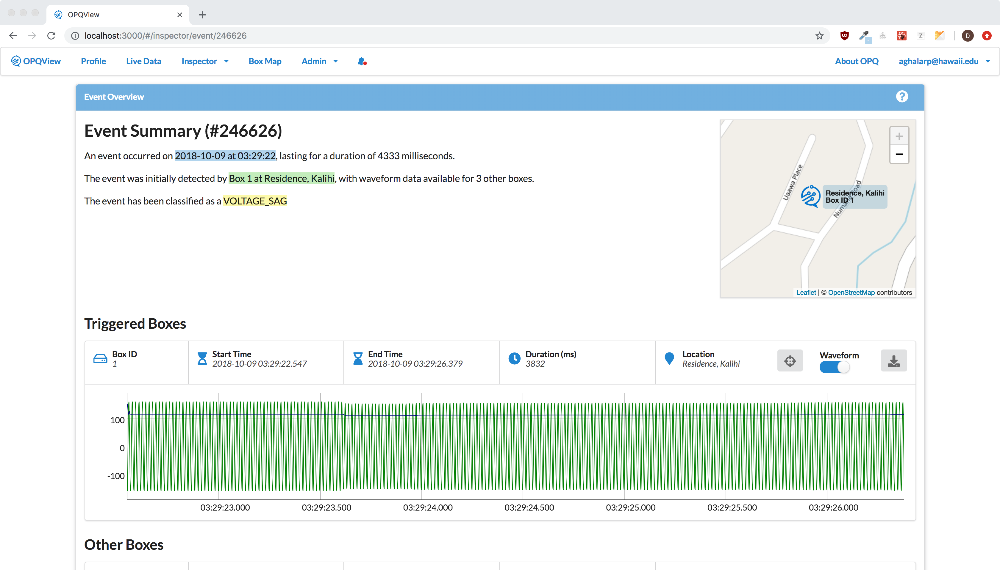 OPQView
localhost:3000/#/inspector/event/246626
D
OPQView Profile Live Data Inspector Box Map Admin About OPQ aghalarp@hawaii.edu
Event Overview
Event Summary (#246626)
An event occurred on 2018-10-09 at 03:29:22, lasting for a duration of 4333 milliseconds.
The event was initially detected by Box 1 at Residence, Kalihi, with waveform data available for 3 other boxes.
The event has been classified as a VOLTAGE_SAG
+
−
Uaawa Place
Residence, Kalihi
Box ID 1
Leaflet | © OpenStreetMap contributors
Triggered Boxes
Box ID
1
Start Time
2018-10-09 03:29:22.547
End Time
2018-10-09 03:29:26.379
Duration (ms)
3832
Location
Residence, Kalihi
Waveform
100
0
-100
03:29:23.000 03:29:23.500 03:29:24.000 03:29:24.500 03:29:25.000 03:29:25.500 03:29:26.000
Other Boxes